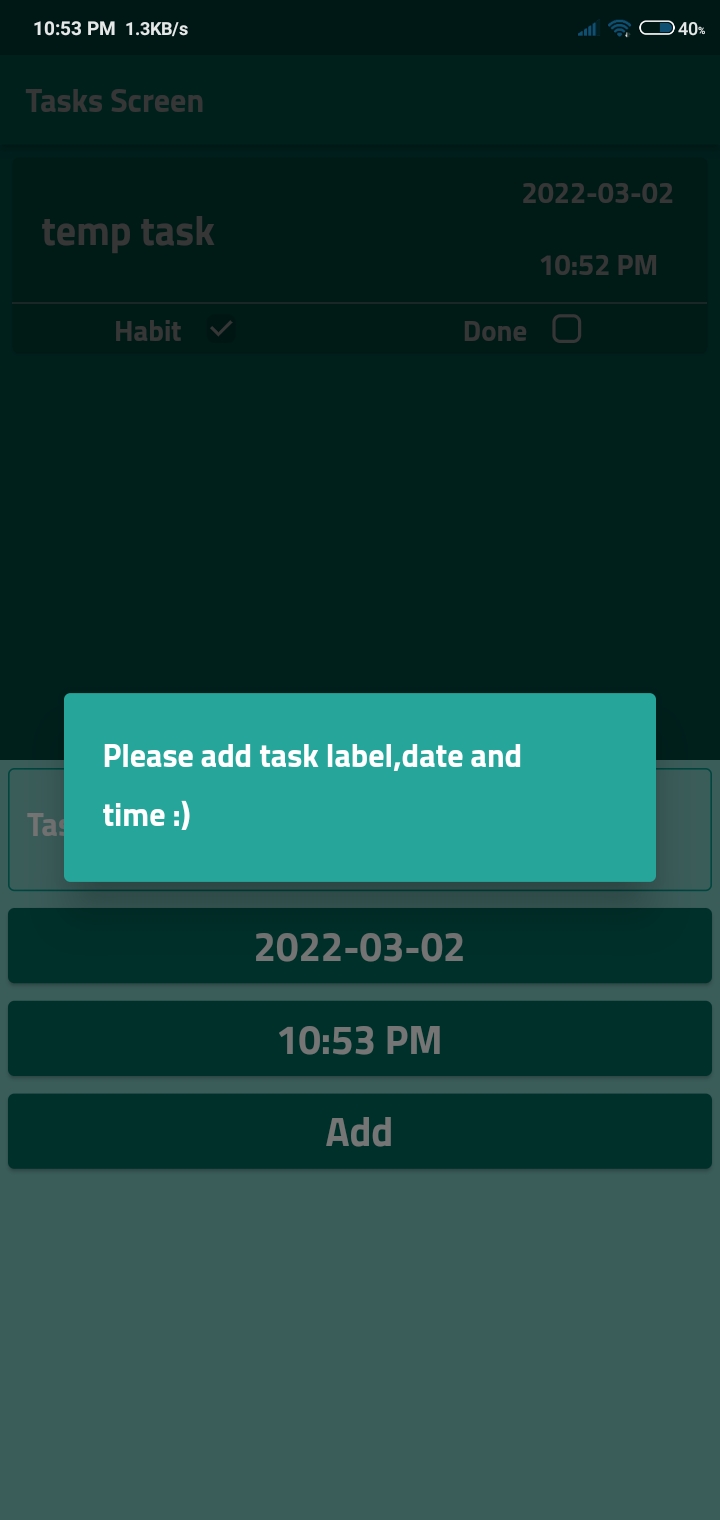 10:53 PM 1.3KB/s 40%
Tasks Screen
temp task
2022-03-02
10:52 PM
Habit Done
Please add task label,date and
time :)
2022-03-02
10:53 PM
Add